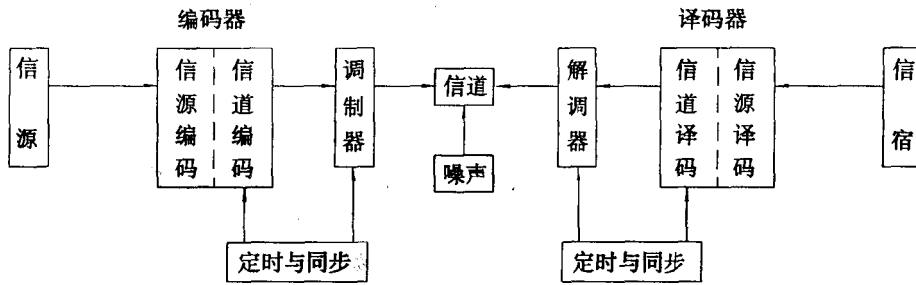 编码器
译码器
信源
信源编码
信道编码
调制器
信道
噪声
解调器
信道译码
信源译码
信宿
定时与同步
定时与同步